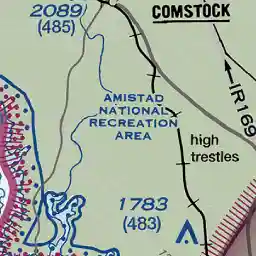 2089
(485)
COMSTOCK
IR169
AMISTAD
NATIONAL
RECREATION
AREA
high
trestles
1783
(483)